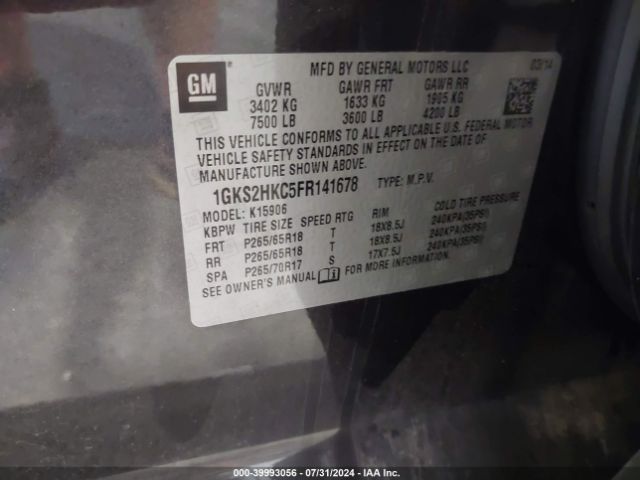 GM
MFD BY GENERAL MOTORS LLC 03/14
GVWR GAWR FRT GAWR RR
3402 KG 1633 KG 1905 KG
7500 LB 3600 LB 4200 LB
THIS VEHICLE CONFORMS TO ALL APPLICABLE U.S. FEDERAL MOTOR
VEHICLE SAFETY STANDARDS IN EFFECT ON THE DATE OF
MANUFACTURE SHOWN ABOVE.
1GKS2HKC5FR141678 TYPE: M.P.V.
MODEL: K15906
KBPW TIRE SIZE SPEED RTG RIM COLD TIRE PRESSURE
FRT P265/65R18 T 18X8.5J 240KPA(35PSI)
RR P265/65R18 T 18X8.5J 240KPA(35PSI)
SPA P265/70R17 S 17X7.5J 240KPA(35PSI)
SEE OWNER'S MANUAL FOR MORE INFORMATION.
000-39993056 - 07/31/2024 - IAA Inc.